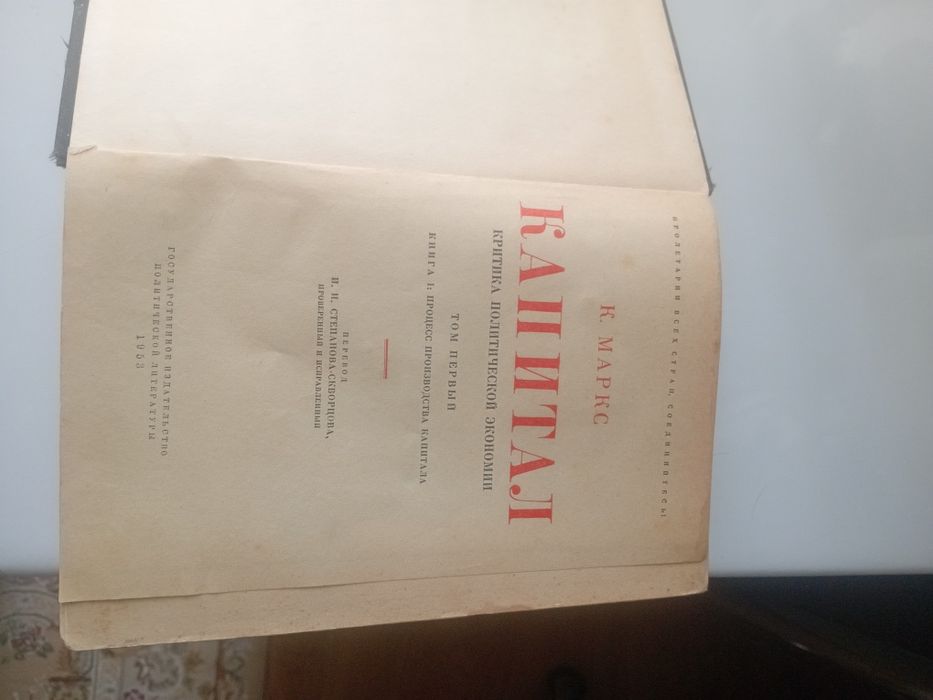 ПРОЛЕТАРИИ ВСЕХ СТРАН, СОЕДИНЯЙТЕСЬ!
К. МАРКС
КАПИТАЛ
КРИТИКА ПОЛИТИЧЕСКОЙ ЭКОНОМИИ
ТОМ ПЕРВЫЙ
КНИГА I: ПРОЦЕСС ПРОИЗВОДСТВА КАПИТАЛА
ПЕРЕВОД
И. И. СТЕПАНОВА-СКВОРЦОВА,
ПРОВЕРЕННЫЙ И ИСПРАВЛЕННЫЙ
ГОСУДАРСТВЕННОЕ ИЗДАТЕЛЬСТВО
ПОЛИТИЧЕСКОЙ ЛИТЕРАТУРЫ
1953